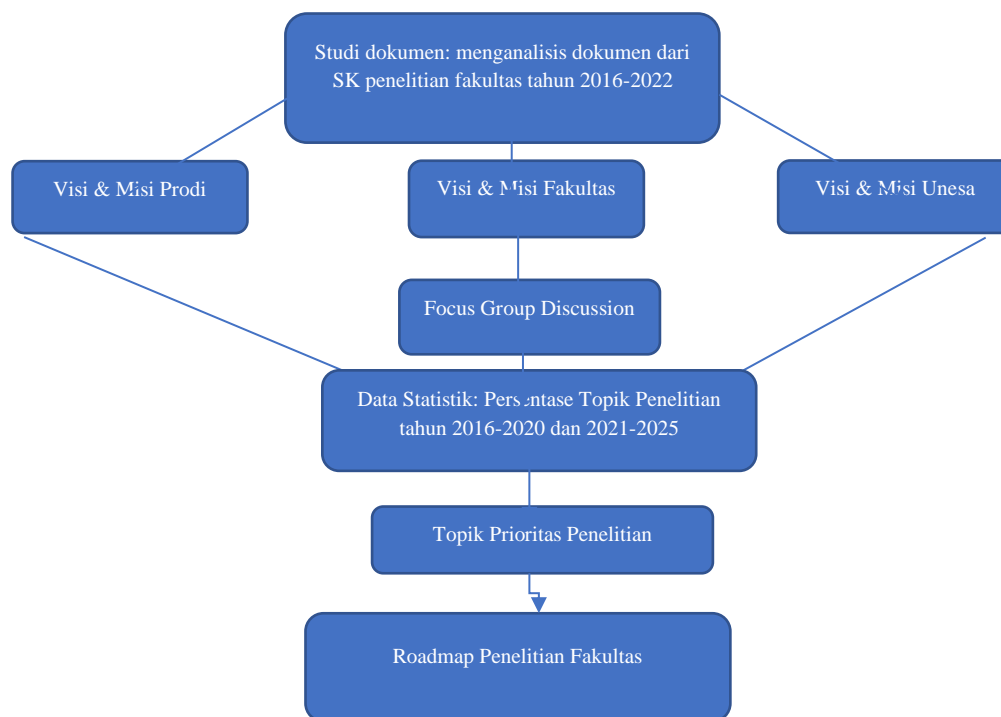 Studi dokumen: menganalisis dokumen dari
SK penelitian fakultas tahun 2016-2022
Visi & Misi Prodi
Visi & Misi Fakultas
Visi & Misi Unesa
Focus Group Discussion
Data Statistik: Persentase Topik Penelitian
tahun 2016-2020 dan 2021-2025
Topik Prioritas Penelitian
Roadmap Penelitian Fakultas